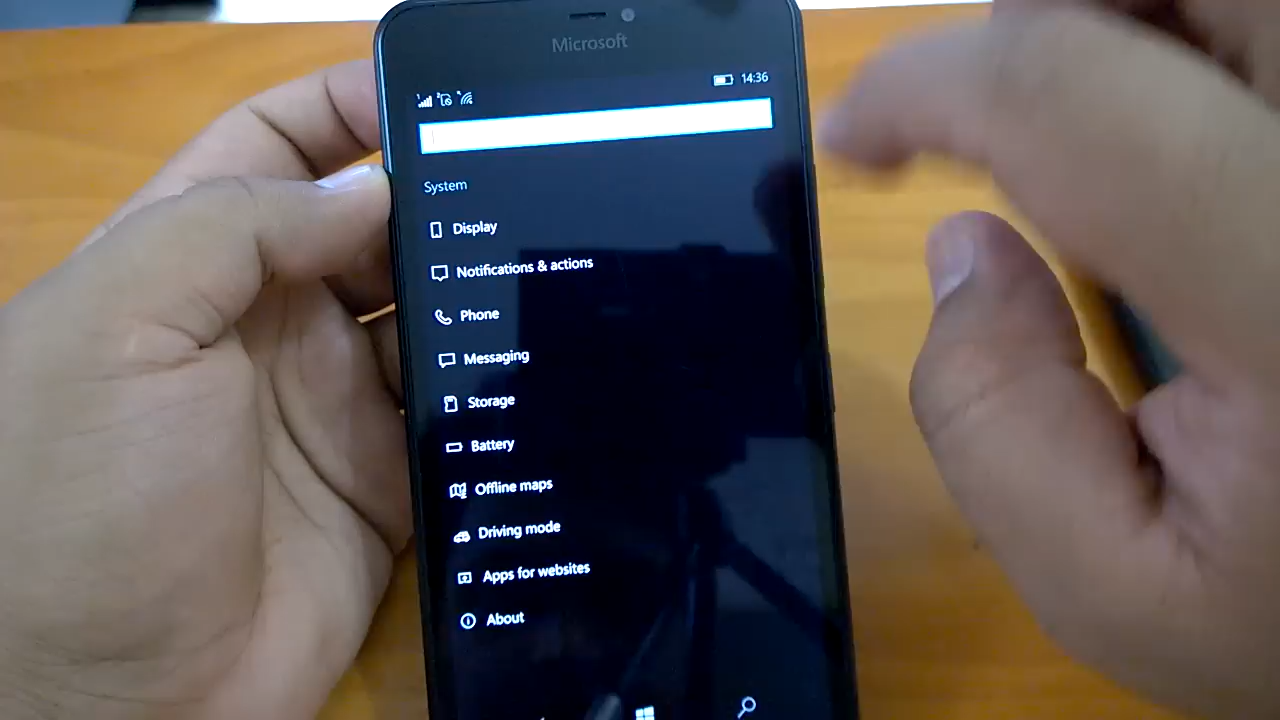 Microsoft
14:36
System
Display
Notifications & actions
Phone
Messaging
Storage
Battery
Offline maps
Driving mode
Apps for websites
About